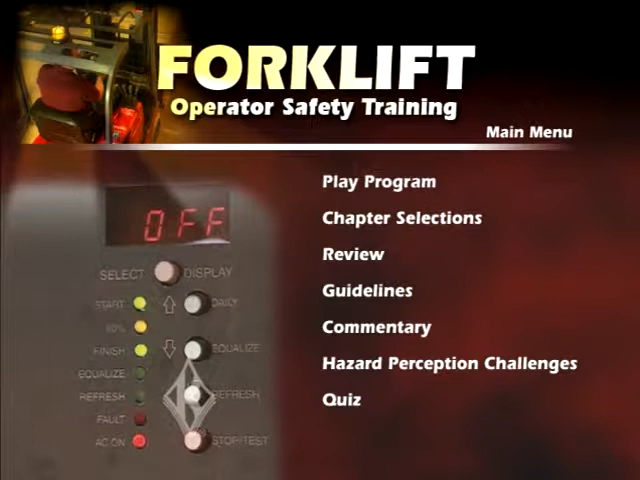 FORKLIFT
Operator Safety Training
Main Menu
Play Program
Chapter Selections
Review
Guidelines
Commentary
Hazard Perception Challenges
Quiz
OFF
SELECT DISPLAY
START DAILY
80%
FINISH EQUALIZE
EQUALIZE
REFRESH REFRESH
FAULT
AC ON STOP/TEST